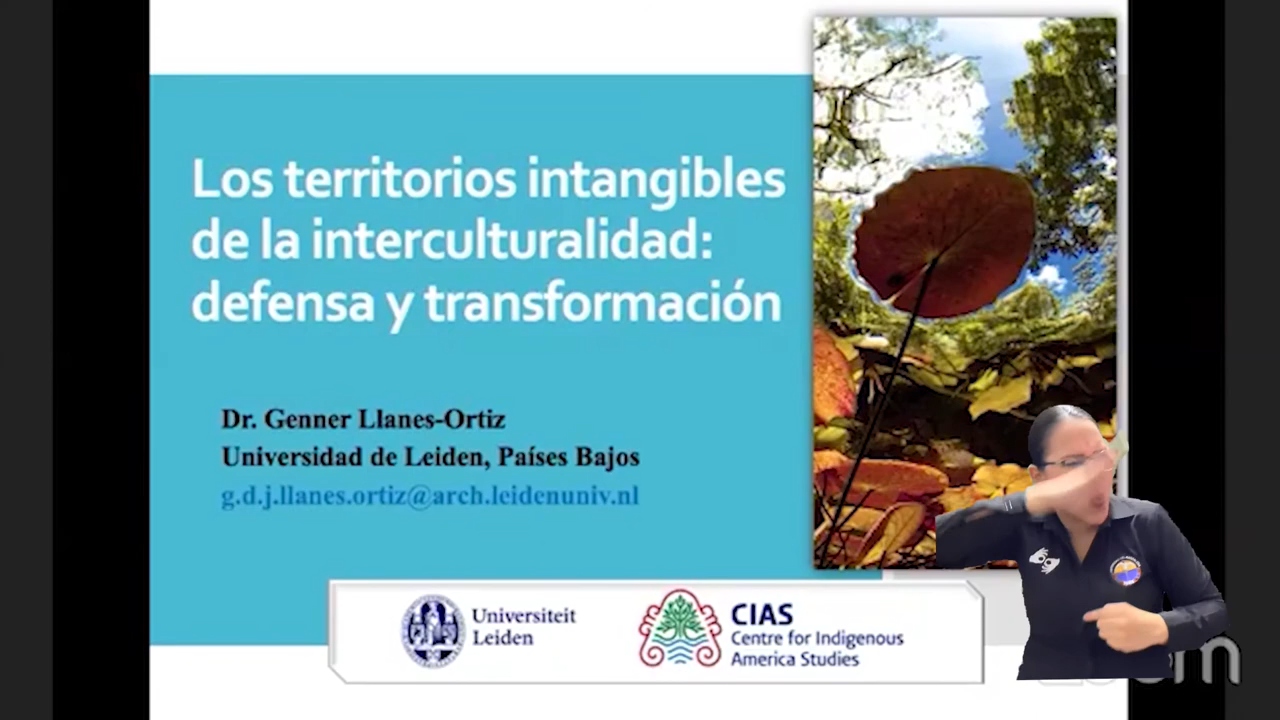 Los territorios intangibles
de la interculturalidad:
defensa y transformación
Dr. Genner Llanes-Ortiz
Universidad de Leiden, Países Bajos
g.d.j.llanes.ortiz@arch.leidenuniv.nl
Universiteit
Leiden
CIAS
Centre for Indigenous
America Studies